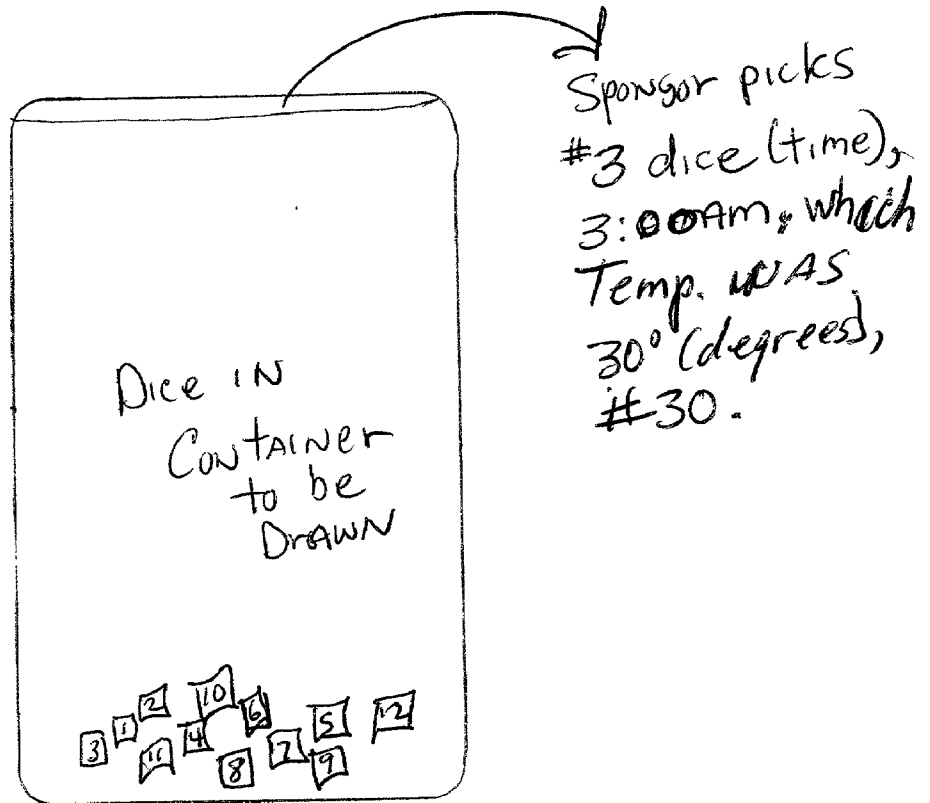 Sponsor picks
#3 dice (time),
3:00AM, which
Temp. WAS
30° (degrees),
#30.
Dice IN
Container
to be
DrAWN
10
2
6
1
5
12
4
3
11
7
8
9